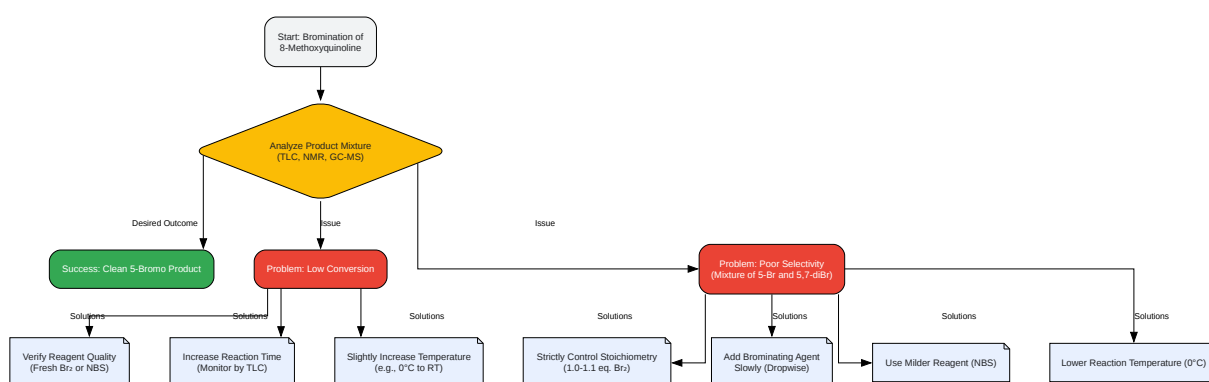 Start: Bromination of
8-Methoxyquinoline
Analyze Product Mixture
(TLC, NMR, GC-MS)
Desired Outcome
Issue
Issue
Success: Clean 5-Bromo Product
Problem: Low Conversion
Problem: Poor Selectivity
(Mixture of 5-Br and 5,7-diBr)
Solutions
Solutions
Solutions
Solutions
Solutions
Solutions
Solutions
Verify Reagent Quality
(Fresh Br₂ or NBS)
Increase Reaction Time
(Monitor by TLC)
Slightly Increase Temperature
(e.g., 0°C to RT)
Strictly Control Stoichiometry
(1.0-1.1 eq. Br₂)
Add Brominating Agent
Slowly (Dropwise)
Use Milder Reagent (NBS)
Lower Reaction Temperature (0°C)